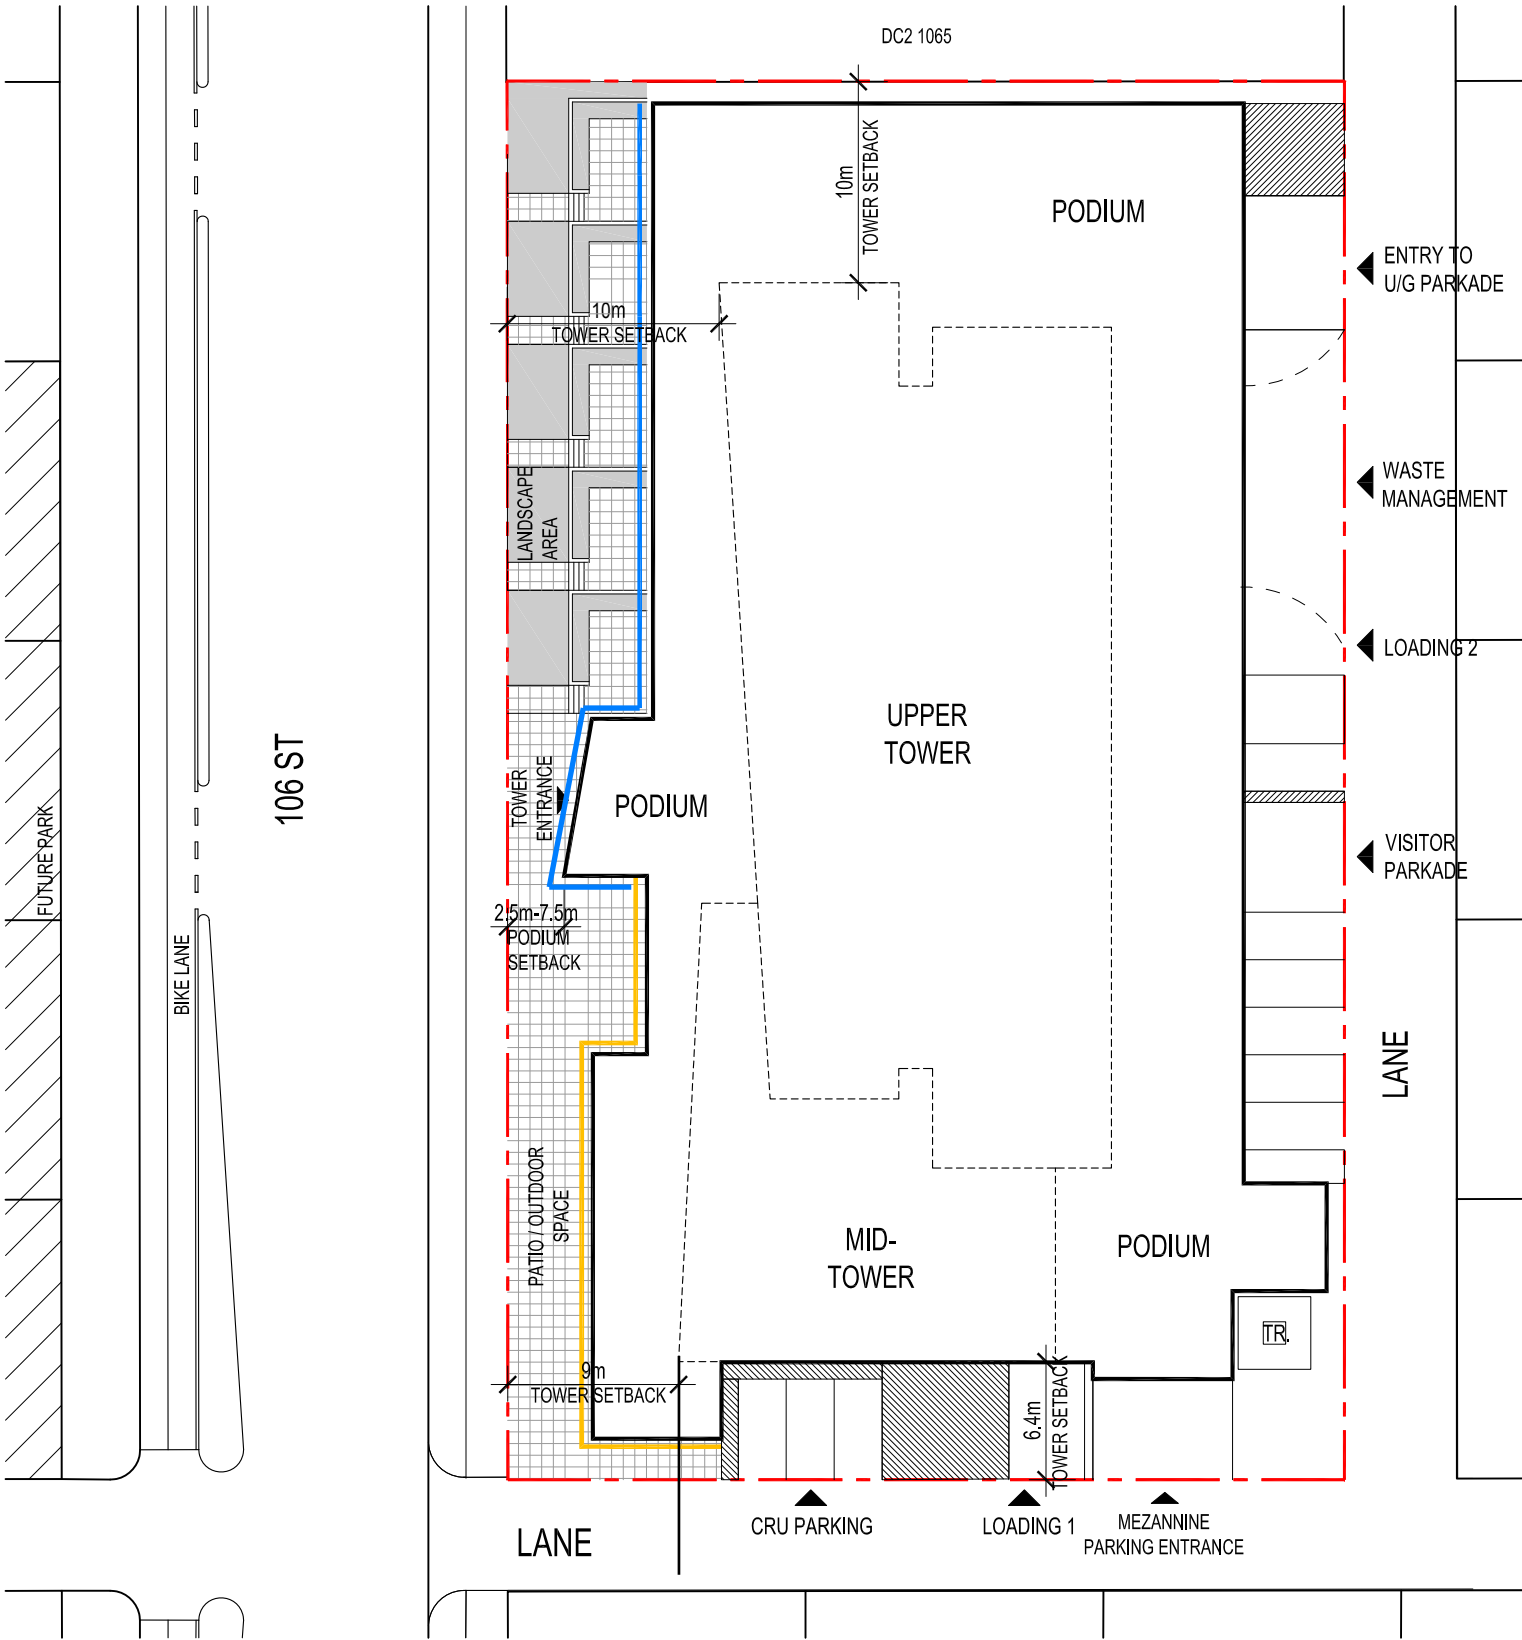 DC2 1065
10m
TOWER SETBACK
PODIUM
ENTRY TO
U/G PARKADE
10m
TOWER SETBACK
WASTE
MANAGEMENT
LANDSCAPE
AREA
LOADING 2
UPPER
TOWER
106 ST
TOWER
ENTRANCE
PODIUM
FUTURE PARK
VISITOR
PARKADE
2.5m-7.5m
PODIUM
SETBACK
BIKE LANE
LANE
PATIO / OUTDOOR
SPACE
MID-
TOWER
PODIUM
TR.
9m
TOWER SETBACK
6.4m
TOWER SETBACK
CRU PARKING
LOADING 1
MEZANNINE
PARKING ENTRANCE
LANE